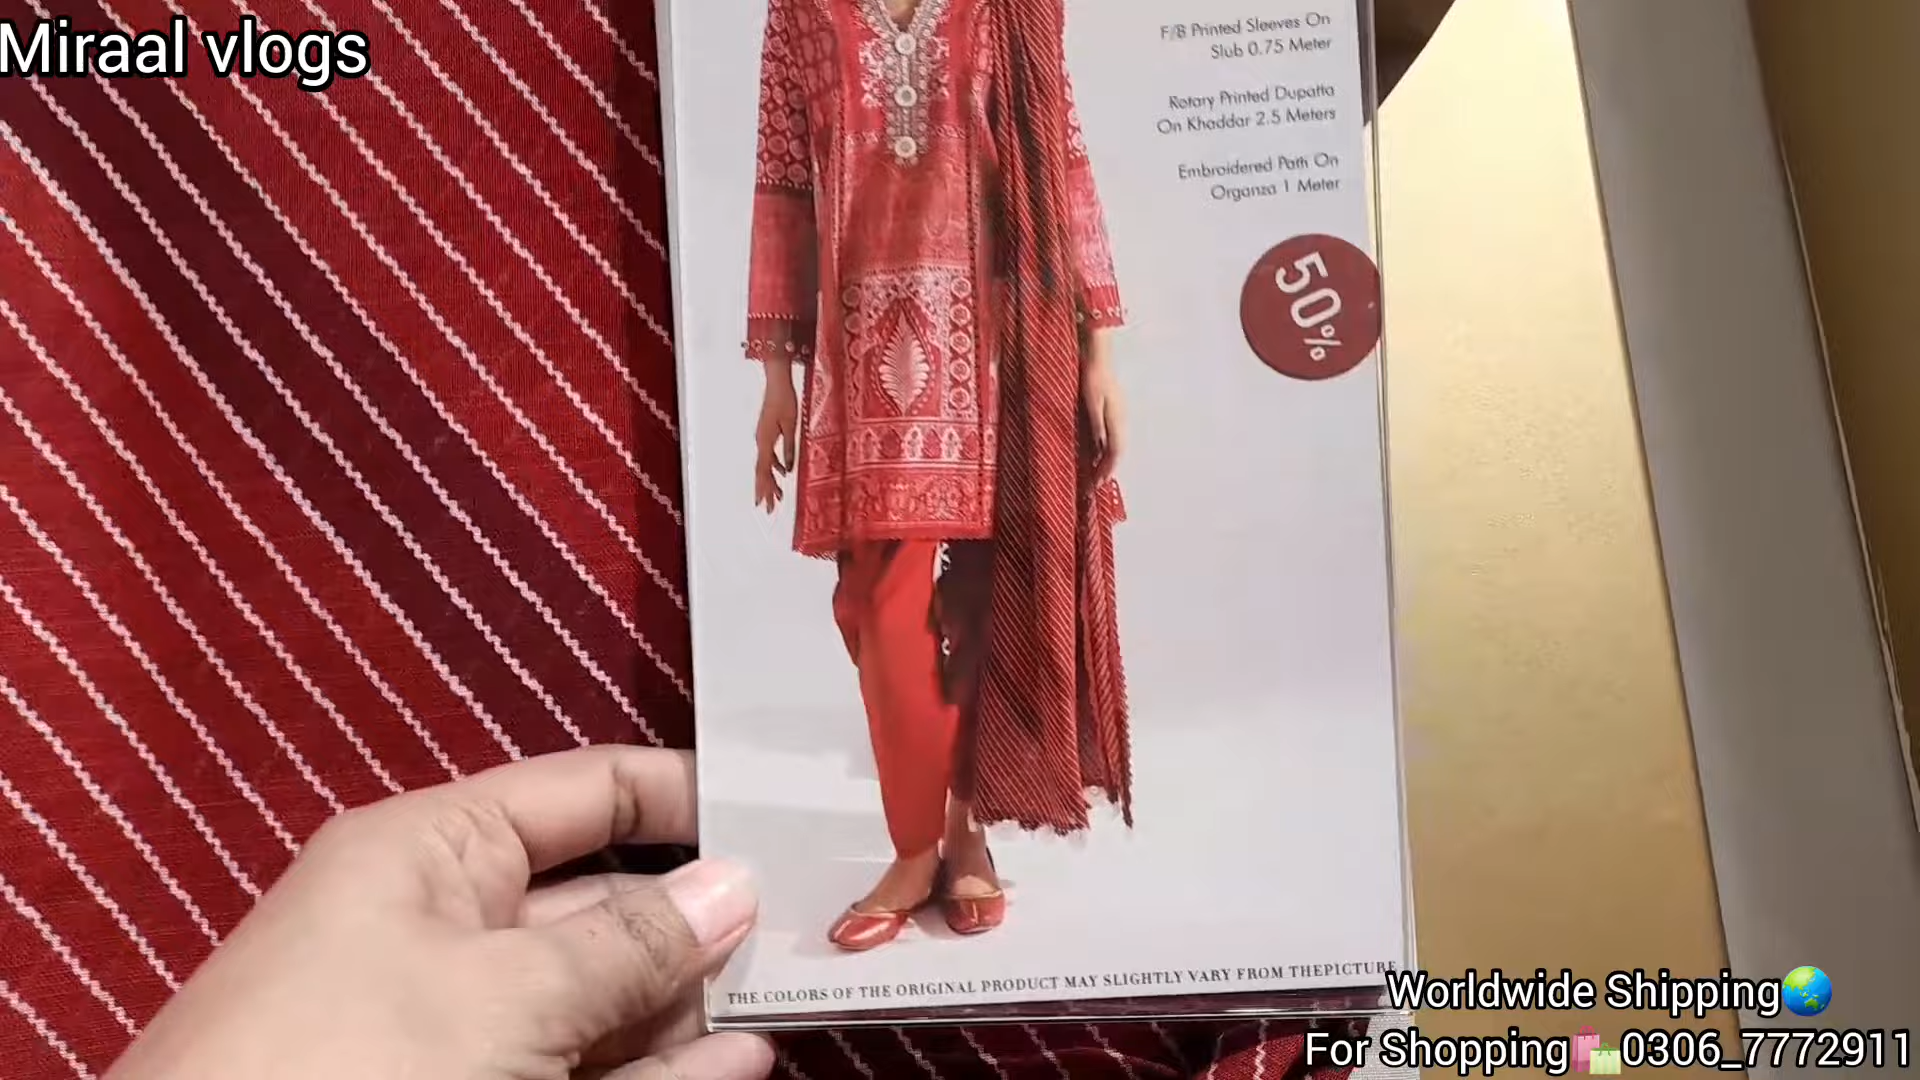 Miraal vlogs
F/B Printed Sleeves On
Slub 0.75 Meter
Rotary Printed Dupatta
On Khaddar 2.5 Meters
Embroidered Path On
Organza 1 Meter
50%
THE COLORS OF THE ORIGINAL PRODUCT MAY SLIGHTLY VARY FROM THEPICTURE
Worldwide Shipping🌏
For Shopping🛍️0306_7772911